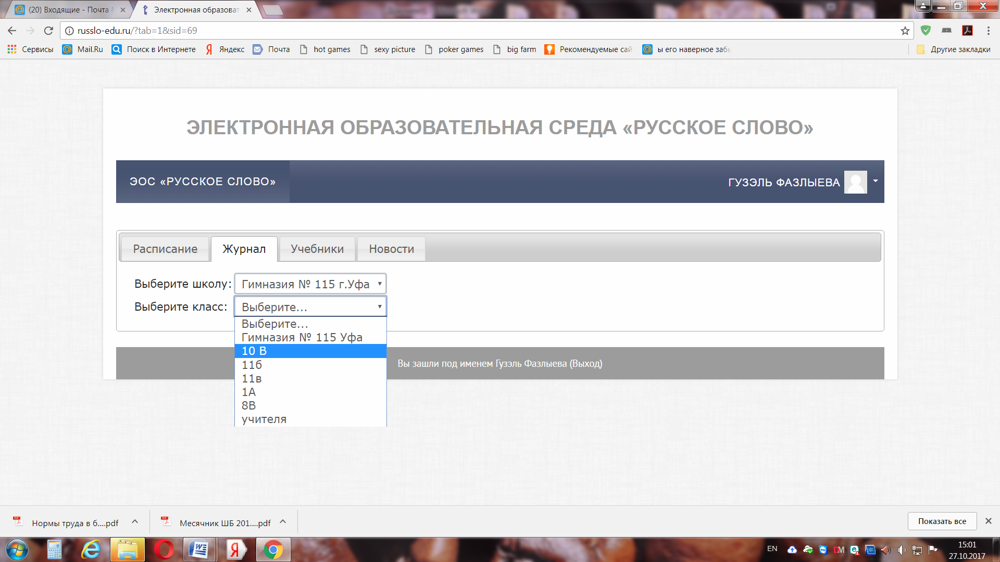 (20) Входящие - Почта
Электронная образоват
russlo-edu.ru/?tab=1&sid=69
Сервисы Mail.Ru Поиск в Интернете Яндекс Почта hot games sexy picture poker games big farm Рекомендуемые сай ы его наверное забы Другие закладки
ЭЛЕКТРОННАЯ ОБРАЗОВАТЕЛЬНАЯ СРЕДА «РУССКОЕ СЛОВО»
ЭОС «РУССКОЕ СЛОВО»
ГУЗЭЛЬ ФАЗЛЫЕВА
Расписание Журнал Учебники Новости
Выберите школу: Гимназия № 115 г.Уфа
Выберите класс: Выберите...
Выберите...
Гимназия № 115 Уфа
10 В
11б
11в
1А
8В
учителя
Вы зашли под именем Гузэль Фазлыева (Выход)
Нормы труда в б....pdf
Месячник ШБ 201....pdf
Показать все
EN
15:01
27.10.2017